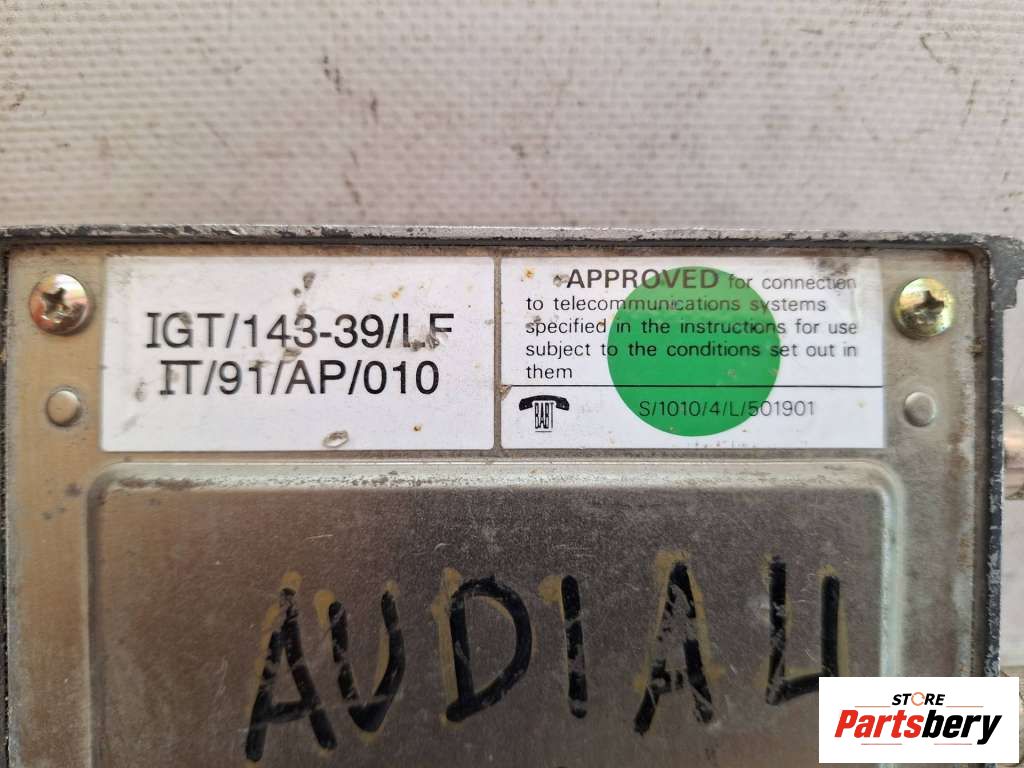 IGT/143-39/LF
IT/91/AP/010
APPROVED for connection
to telecommunications systems
specified in the instructions for use
subject to the conditions set out in
them
BABT
S/1010/4/L/501901
AUDI A4
STORE
Partsbery